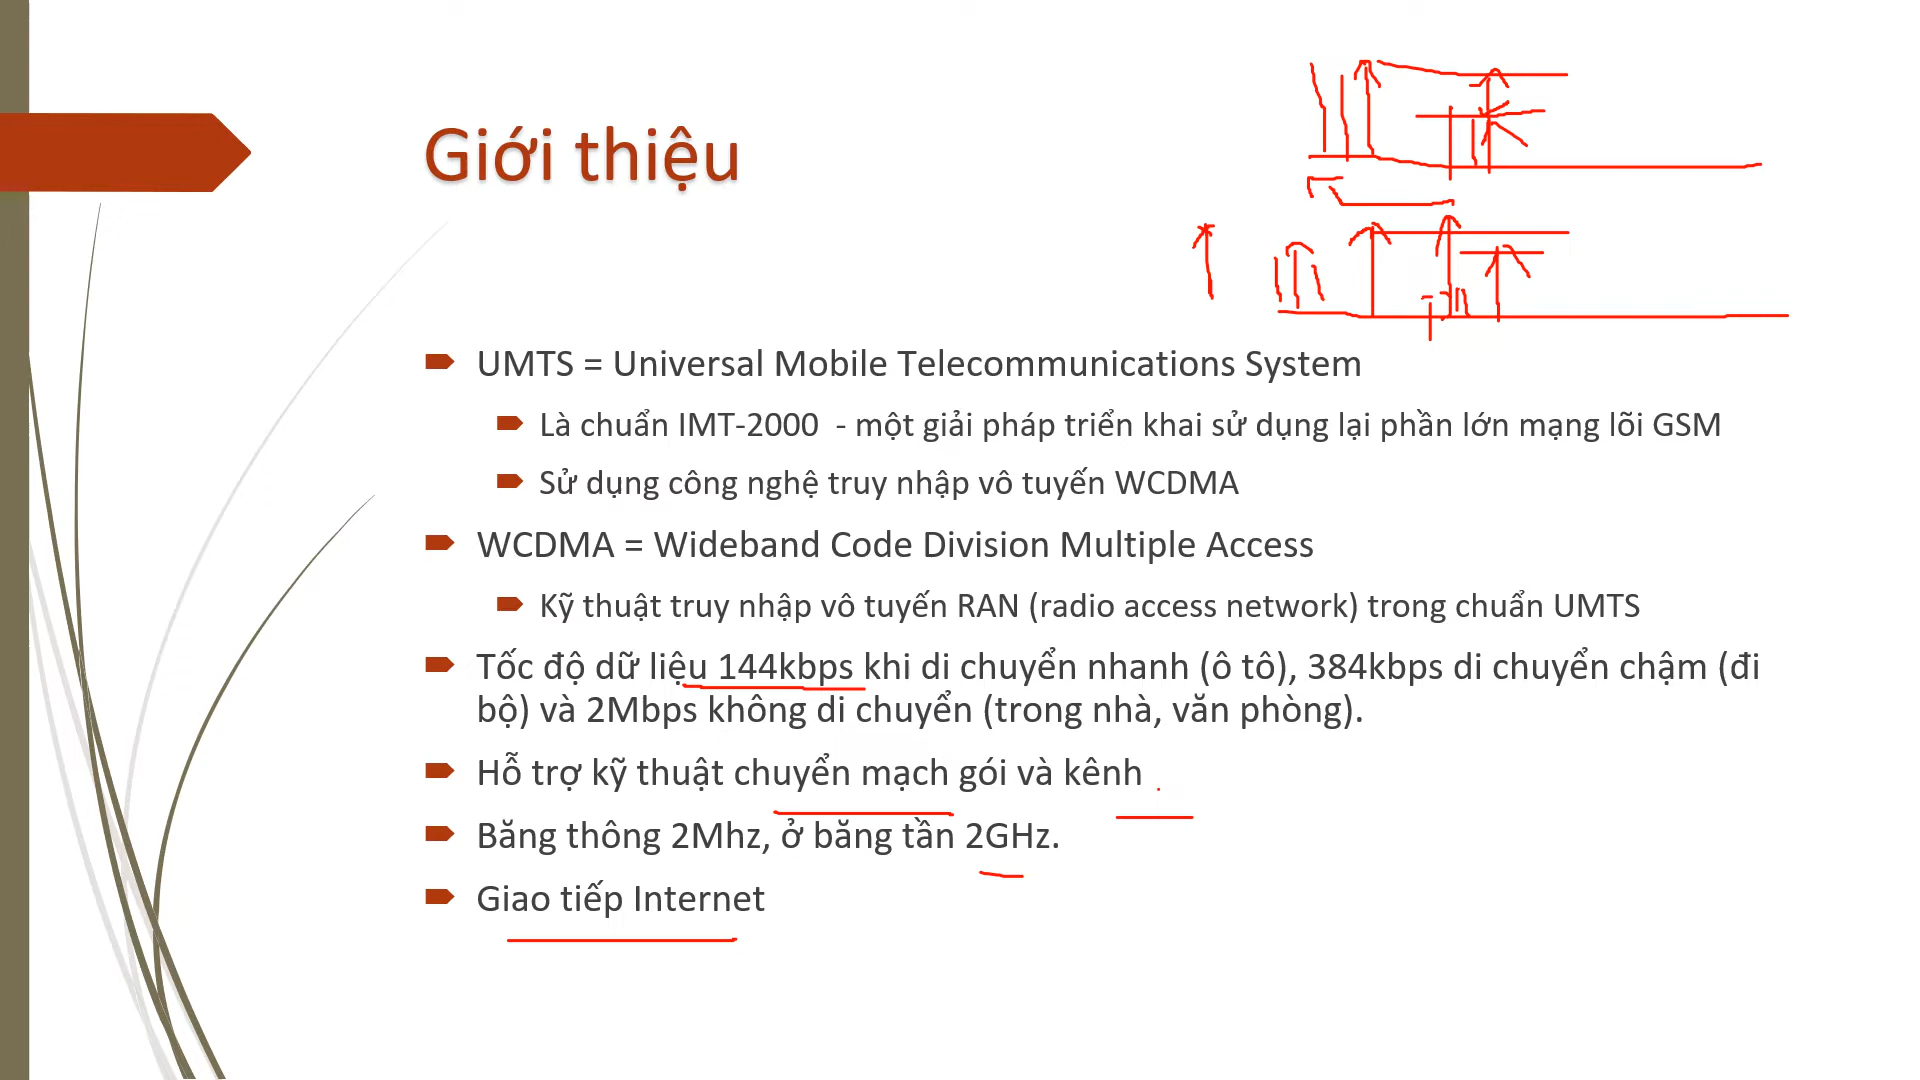 Giới thiệu
UMTS = Universal Mobile Telecommunications System
Là chuẩn IMT-2000 - một giải pháp triển khai sử dụng lại phần lớn mạng lõi GSM
Sử dụng công nghệ truy nhập vô tuyến WCDMA
WCDMA = Wideband Code Division Multiple Access
Kỹ thuật truy nhập vô tuyến RAN (radio access network) trong chuẩn UMTS
Tốc độ dữ liệu 144kbps khi di chuyển nhanh (ô tô), 384kbps di chuyển chậm (đi
bộ) và 2Mbps không di chuyển (trong nhà, văn phòng).
Hỗ trợ kỹ thuật chuyển mạch gói và kênh
Băng thông 2Mhz, ở băng tần 2GHz.
Giao tiếp Internet